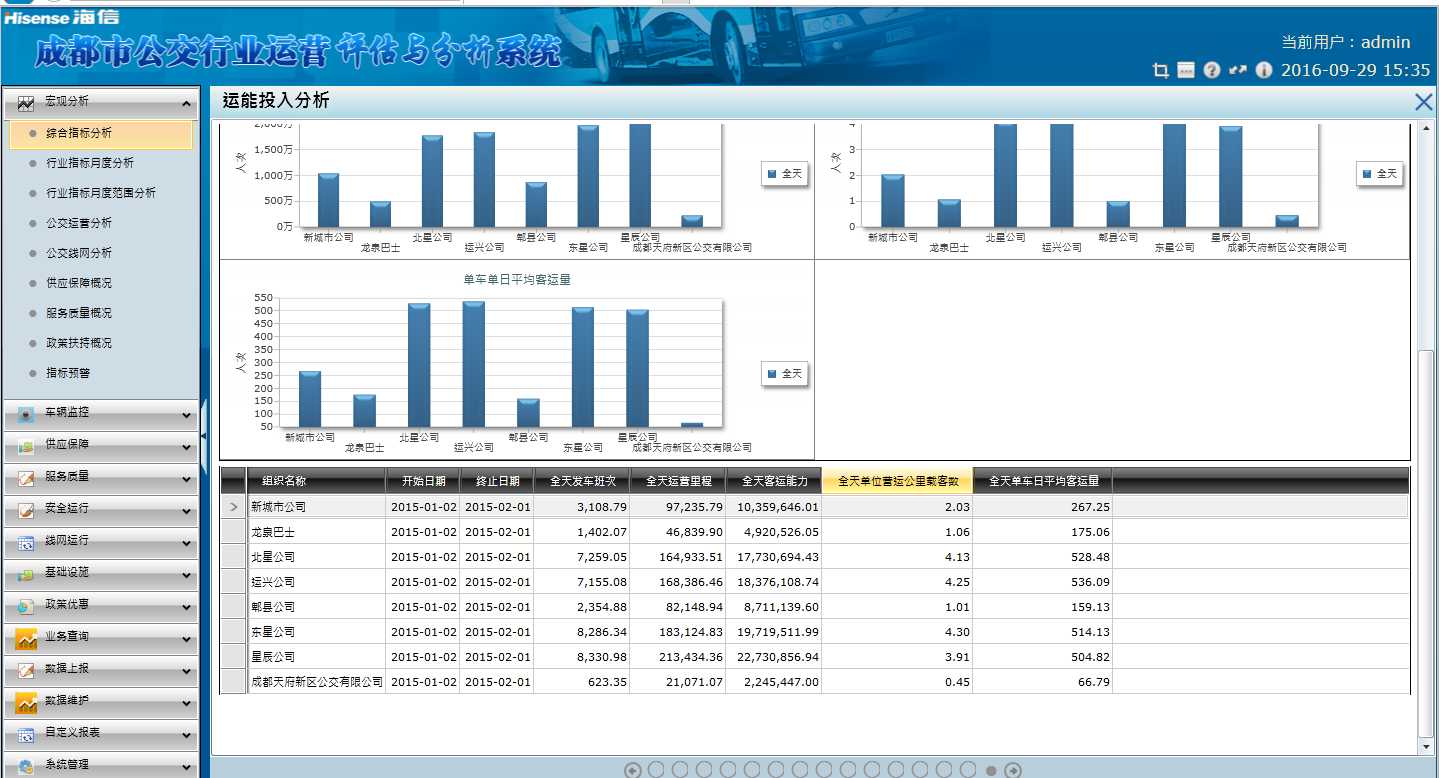 Hisense 海信
成都市公交行业运营评估与分析系统
当前用户：admin
2016-09-29 15:35
宏观分析
综合指标分析
行业指标月度分析
行业指标月度范围分析
公交运营分析
公交线网分析
供应保障概况
服务质量概况
政策扶持概况
指标预警
车辆监控
供应保障
服务质量
安全运行
线网运行
基础设施
政策优惠
业务查询
数据上报
数据维护
自定义报表
系统管理
运能投入分析
2,000万
1,500万
1,000万
500万
0万
人次
新城市公司 龙泉巴士 北星公司 运兴公司 郫县公司 东星公司 星辰公司 成都天府新区公交有限公司
全天
4
3
2
1
0
人次
新城市公司 龙泉巴士 北星公司 运兴公司 郫县公司 东星公司 星辰公司 成都天府新区公交有限公司
全天
单车单日平均客运量
550
500
450
400
350
300
250
200
150
100
50
人次
新城市公司 龙泉巴士 北星公司 运兴公司 郫县公司 东星公司 星辰公司 成都天府新区公交有限公司
全天
组织名称 开始日期 终止日期 全天发车班次 全天运营里程 全天客运能力 全天单位营运公里载客数 全天单车日平均客运量
新城市公司 2015-01-02 2015-02-01 3,108.79 97,235.79 10,359,646.01 2.03 267.25
龙泉巴士 2015-01-02 2015-02-01 1,402.07 46,839.90 4,920,526.05 1.06 175.06
北星公司 2015-01-02 2015-02-01 7,259.05 164,933.51 17,730,694.43 4.13 528.48
运兴公司 2015-01-02 2015-02-01 7,155.08 168,386.46 18,376,108.74 4.25 536.09
郫县公司 2015-01-02 2015-02-01 2,354.88 82,148.94 8,711,139.60 1.01 159.13
东星公司 2015-01-02 2015-02-01 8,286.34 183,124.83 19,719,511.99 4.30 514.13
星辰公司 2015-01-02 2015-02-01 8,330.98 213,434.36 22,730,856.94 3.91 504.82
成都天府新区公交有限公司 2015-01-02 2015-02-01 623.35 21,071.07 2,245,447.00 0.45 66.79